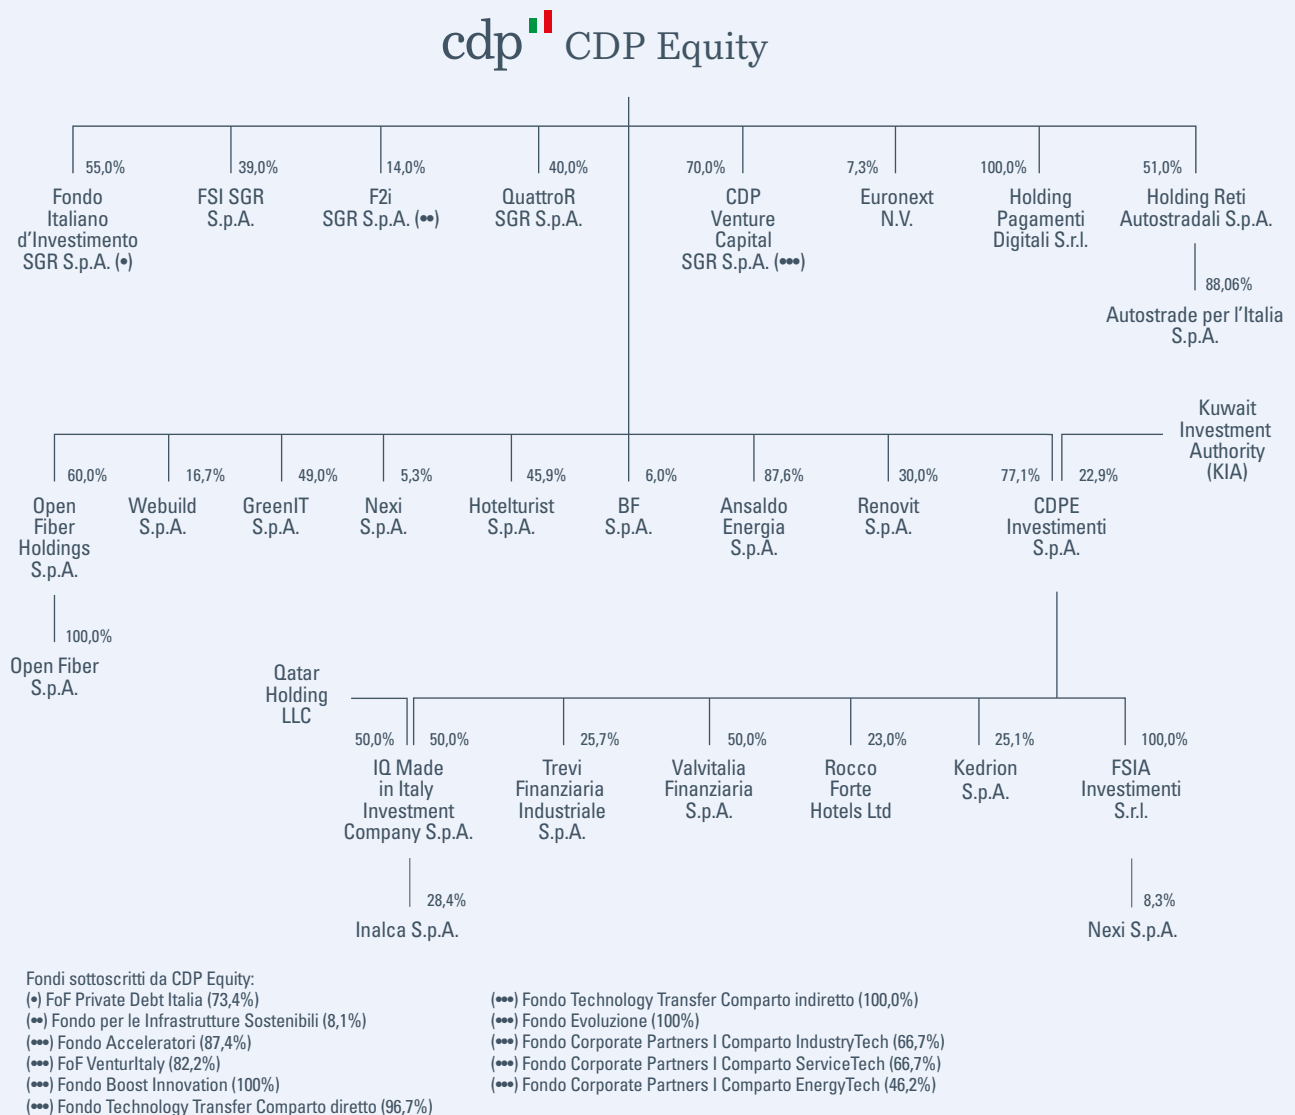 cdp CDP Equity
55,0%
Fondo
Italiano
d'Investimento
SGR S.p.A. (•)
39,0%
FSI SGR
S.p.A.
14,0%
F2i
SGR S.p.A. (••)
40,0%
QuattroR
SGR S.p.A.
70,0%
CDP
Venture
Capital
SGR S.p.A. (•••)
7,3%
Euronext
N.V.
100,0%
Holding
Pagamenti
Digitali S.r.l.
51,0%
Holding Reti
Autostradali S.p.A.
88,06%
Autostrade per l'Italia
S.p.A.
Kuwait
Investment
Authority
(KIA)
60,0%
Open
Fiber
Holdings
S.p.A.
16,7%
Webuild
S.p.A.
49,0%
GreenIT
S.p.A.
5,3%
Nexi
S.p.A.
45,9%
Hotelturist
S.p.A.
6,0%
BF
S.p.A.
87,6%
Ansaldo
Energia
S.p.A.
30,0%
Renovit
S.p.A.
77,1% 22,9%
CDPE
Investimenti
S.p.A.
100,0%
Open Fiber
S.p.A.
Qatar
Holding
LLC
50,0% 50,0%
IQ Made
in Italy
Investment
Company S.p.A.
25,7%
Trevi
Finanziaria
Industriale
S.p.A.
50,0%
Valvitalia
Finanziaria
S.p.A.
23,0%
Rocco
Forte
Hotels Ltd
25,1%
Kedrion
S.p.A.
100,0%
FSIA
Investimenti
S.r.l.
28,4%
Inalca S.p.A.
8,3%
Nexi S.p.A.
Fondi sottoscritti da CDP Equity:
(•) FoF Private Debt Italia (73,4%)
(••) Fondo per le Infrastrutture Sostenibili (8,1%)
(•••) Fondo Acceleratori (87,4%)
(•••) FoF VenturItaly (82,2%)
(•••) Fondo Boost Innovation (100%)
(•••) Fondo Technology Transfer Comparto diretto (96,7%)
(•••) Fondo Technology Transfer Comparto indiretto (100,0%)
(•••) Fondo Evoluzione (100%)
(•••) Fondo Corporate Partners I Comparto IndustryTech (66,7%)
(•••) Fondo Corporate Partners I Comparto ServiceTech (66,7%)
(•••) Fondo Corporate Partners I Comparto EnergyTech (46,2%)